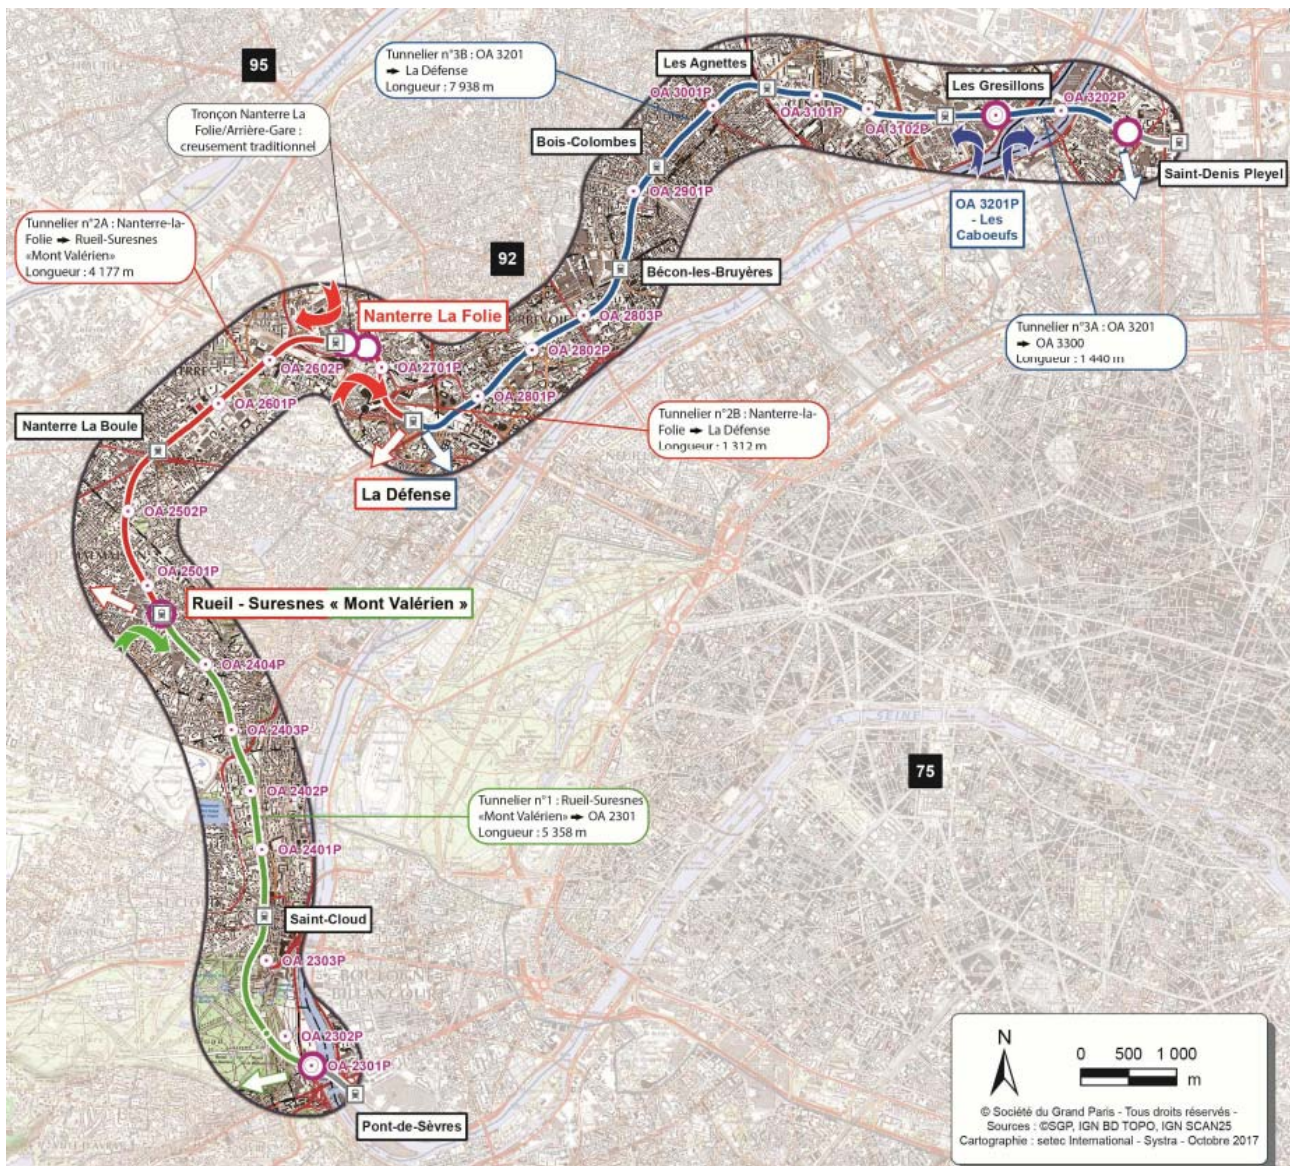 95
Tunnelier n°3B : OA 3201
➡ La Défense
Longueur : 7 938 m
Les Agnettes
OA 3001P
Les Gresillons
OA 3202P
OA 3101P
OA 3102P
Tronçon Nanterre La
Folie/Arrière-Gare :
creusement traditionnel
Bois-Colombes
Saint-Denis Pleyel
OA 2901P
OA 3201P
- Les
Caboeufs
SEINE
Tunnelier n°2A : Nanterre-la-
Folie ➡ Rueil-Suresnes
«Mont Valérien»
Longueur : 4 177 m
92
Bécon-les-Bruyères
Nanterre La Folie
OA 2803P
Tunnelier n°3A : OA 3201
➡ OA 3300
Longueur : 1 440 m
OA 2802P
OA 2602P
OA 2701P
OA 2801P
OA 2601P
Nanterre La Boule
Tunnelier n°2B : Nanterre-la-
Folie ➡ La Défense
Longueur : 1 312 m
La Défense
OA 2502P
OA 2501P
Rueil - Suresnes « Mont Valérien »
OA 2404P
LA SEINE
OA 2403P
75
OA 2402P
Tunnelier n°1 : Rueil-Suresnes
«Mont Valérien» ➡ OA 2301
Longueur : 5 358 m
OA 2401P
Saint-Cloud
OA 2303P
BOULOGNE
BILLANCOURT
OA 2302P
OA 2301P
Pont-de-Sèvres
N
0 500 1 000
m
© Société du Grand Paris - Tous droits réservés -
Sources : ©SGP, IGN BD TOPO, IGN SCAN25
Cartographie : setec International - Systra - Octobre 2017